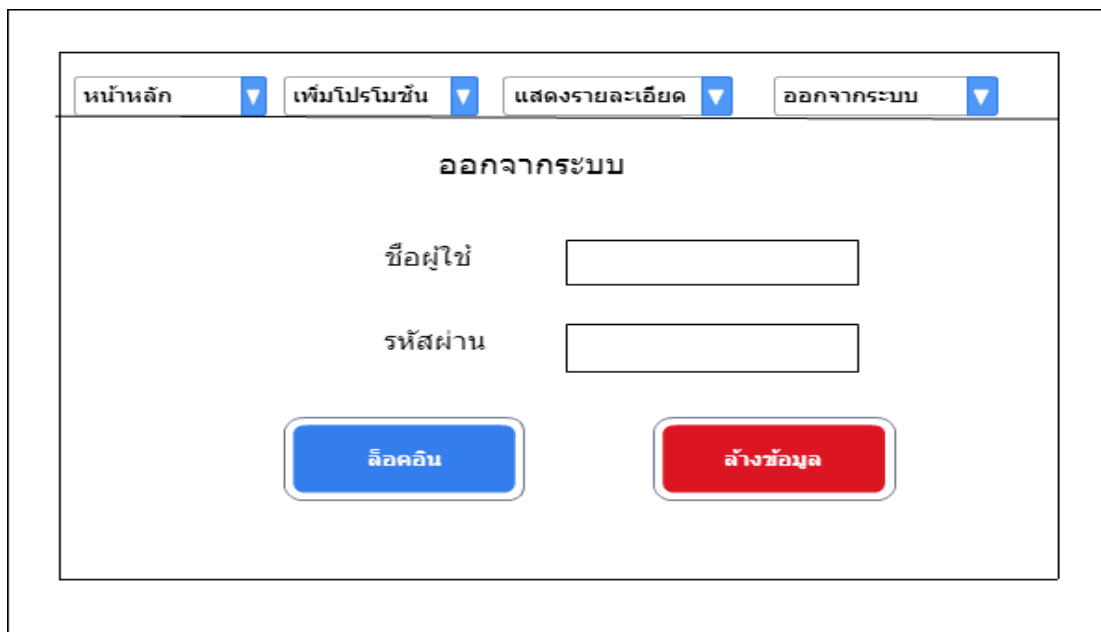 หน้าหลัก เพิ่มโปรโมชั่น แสดงรายละเอียด ออกจากระบบ
ออกจากระบบ
ชื่อผู้ใช้
รหัสผ่าน
ล็อคอิน ล้างข้อมูล